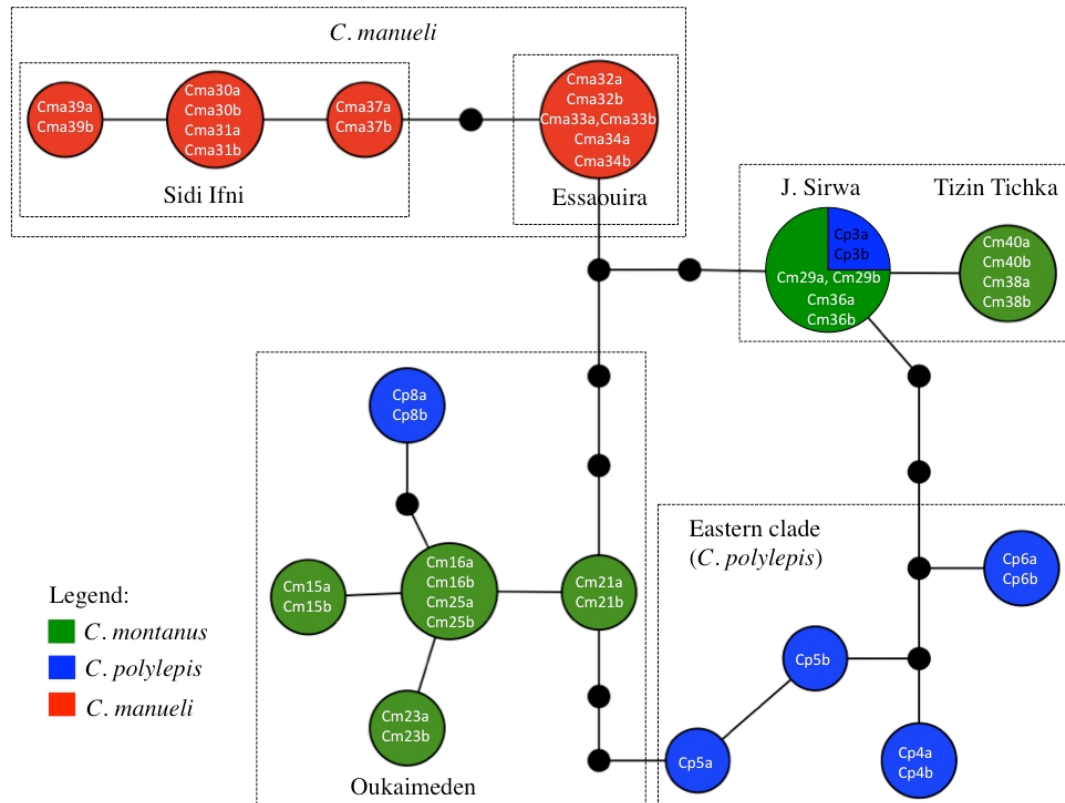 C. manueli
Cma39a
Cma39b
Cma30a
Cma30b
Cma31a
Cma31b
Cma37a
Cma37b
Cma32a
Cma32b
Cma33a,Cma33b
Cma34a
Cma34b
Sidi Ifni
Essaouira
J. Sirwa
Tizin Tichka
Cp3a
Cp3b
Cm29a, Cm29b
Cm36a
Cm36b
Cm40a
Cm40b
Cm38a
Cm38b
Cp8a
Cp8b
Cm15a
Cm15b
Cm16a
Cm16b
Cm25a
Cm25b
Cm21a
Cm21b
Cm23a
Cm23b
Oukaimeden
Eastern clade
(C. polylepis)
Cp6a
Cp6b
Cp5b
Cp5a
Cp4a
Cp4b
Legend:
C. montanus
C. polylepis
C. manueli